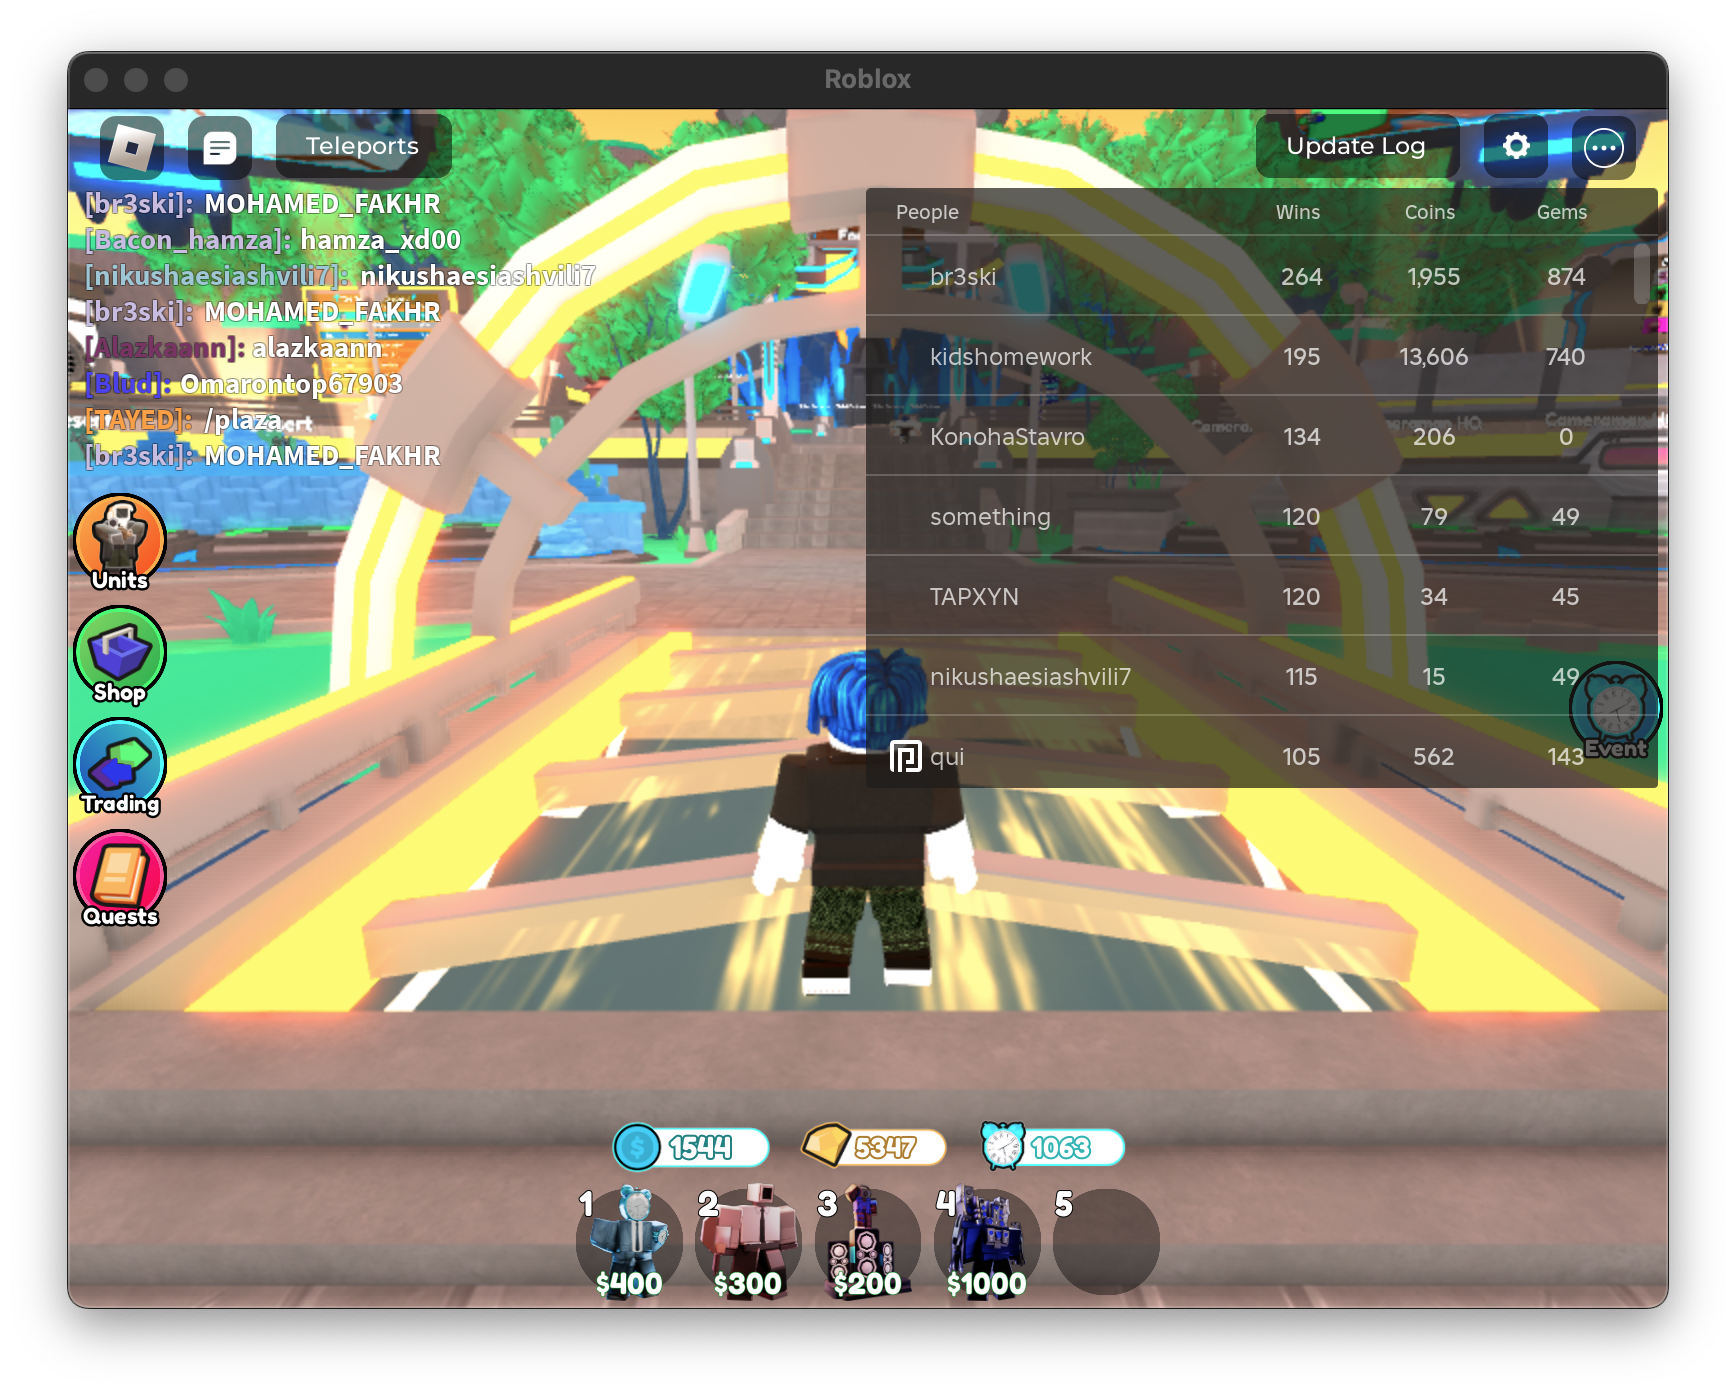 Roblox
Teleports
Update Log
[br3ski]: MOHAMED_FAKHR
[Bacon_hamza]: hamza_xd00
[nikushaesiashvili7]: nikushaesiashvili7
[br3ski]: MOHAMED_FAKHR
[Alazkaann]: alazkaann
[Blud]: Omarontop67903
[TAYED]: /plaza
[br3ski]: MOHAMED_FAKHR
People Wins Coins Gems
br3ski 264 1955 874
kidshomework 195 13,606 740
KonohaStavro 134 206 0
something 120 79 49
TAPXYN 120 34 45
nikushaesiashvili7 115 15 49
qui 105 562 143
Units
Shop
Trading
Quests
Event
1544 5347 1063
1 2 3 4 5
$400 $300 $200 $1000